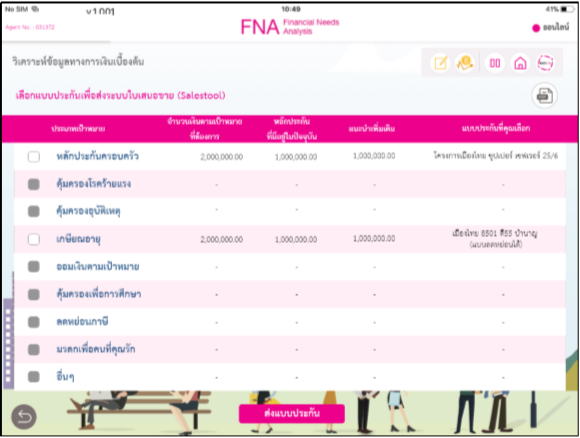 No SIM
v1.001
10:49
41%
Agent No. : 031372
FNA Financial Needs
Analysis
ออนไลน์
วิเคราะห์ข้อมูลทางการเงินเบื้องต้น
เลือกแบบประกันเพื่อส่งระบบใบเสนอขาย (Salestool)
ประเภทเป้าหมาย
จำนวนเงินตามเป้าหมาย
ที่ต้องการ
หลักประกัน
ที่มีอยู่ในปัจจุบัน
แนะนำเพิ่มเติม
แบบประกันที่คุณเลือก
หลักประกันครอบครัว 2,000,000.00 1,000,000.00 1,000,000.00 โครงการเมืองไทย ซุปเปอร์ เซฟเวอร์ 25/6
คุ้มครองโรคร้ายแรง - - - -
คุ้มครองอุบัติเหตุ - - - -
เกษียณอายุ 2,000,000.00 1,000,000.00 1,000,000.00 เมืองไทย 8501 ที55 บำนาญ
(แบบลดหย่อนได้)
ออมเงินตามเป้าหมาย - - - -
คุ้มครองเพื่อการศึกษา - - - -
ลดหย่อนภาษี - - - -
มรดกเพื่อคนที่คุณรัก - - - -
อื่นๆ - - - -
ส่งแบบประกัน